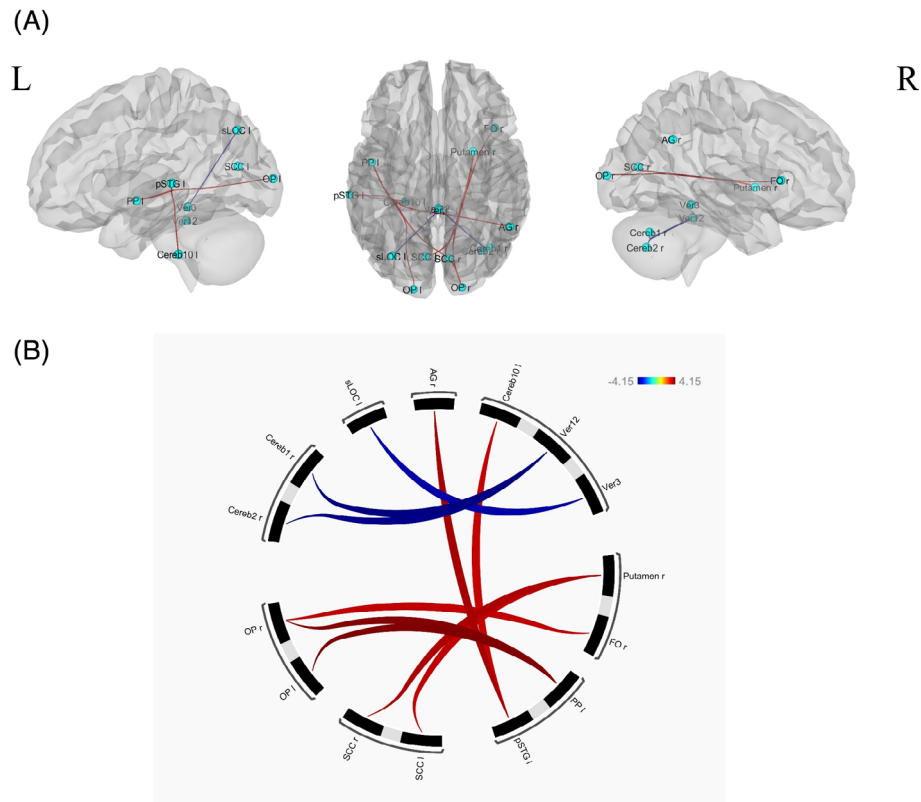 (A)
L
R
sLOC l
SCC l
OP l
pSTG l
PP l
Ver3
Ver12
Cereb10 l
FO r
Putamen r
PP l
pSTG l
Cereb10 l
AG r
sLOC l
SCC l
SCC r
OP l
OP r
AG r
SCC r
OP r
FO r
Putamen r
Ver3
Ver12
Cereb1 r
Cereb2 r
(B)
-4.15
4.15
sLOC l
AG r
Cereb10 l
Ver12
Ver3
Cereb1 r
Cereb2 r
Putamen r
FO r
OP r
OP l
PP l
pSTG l
SCC r
SCC l